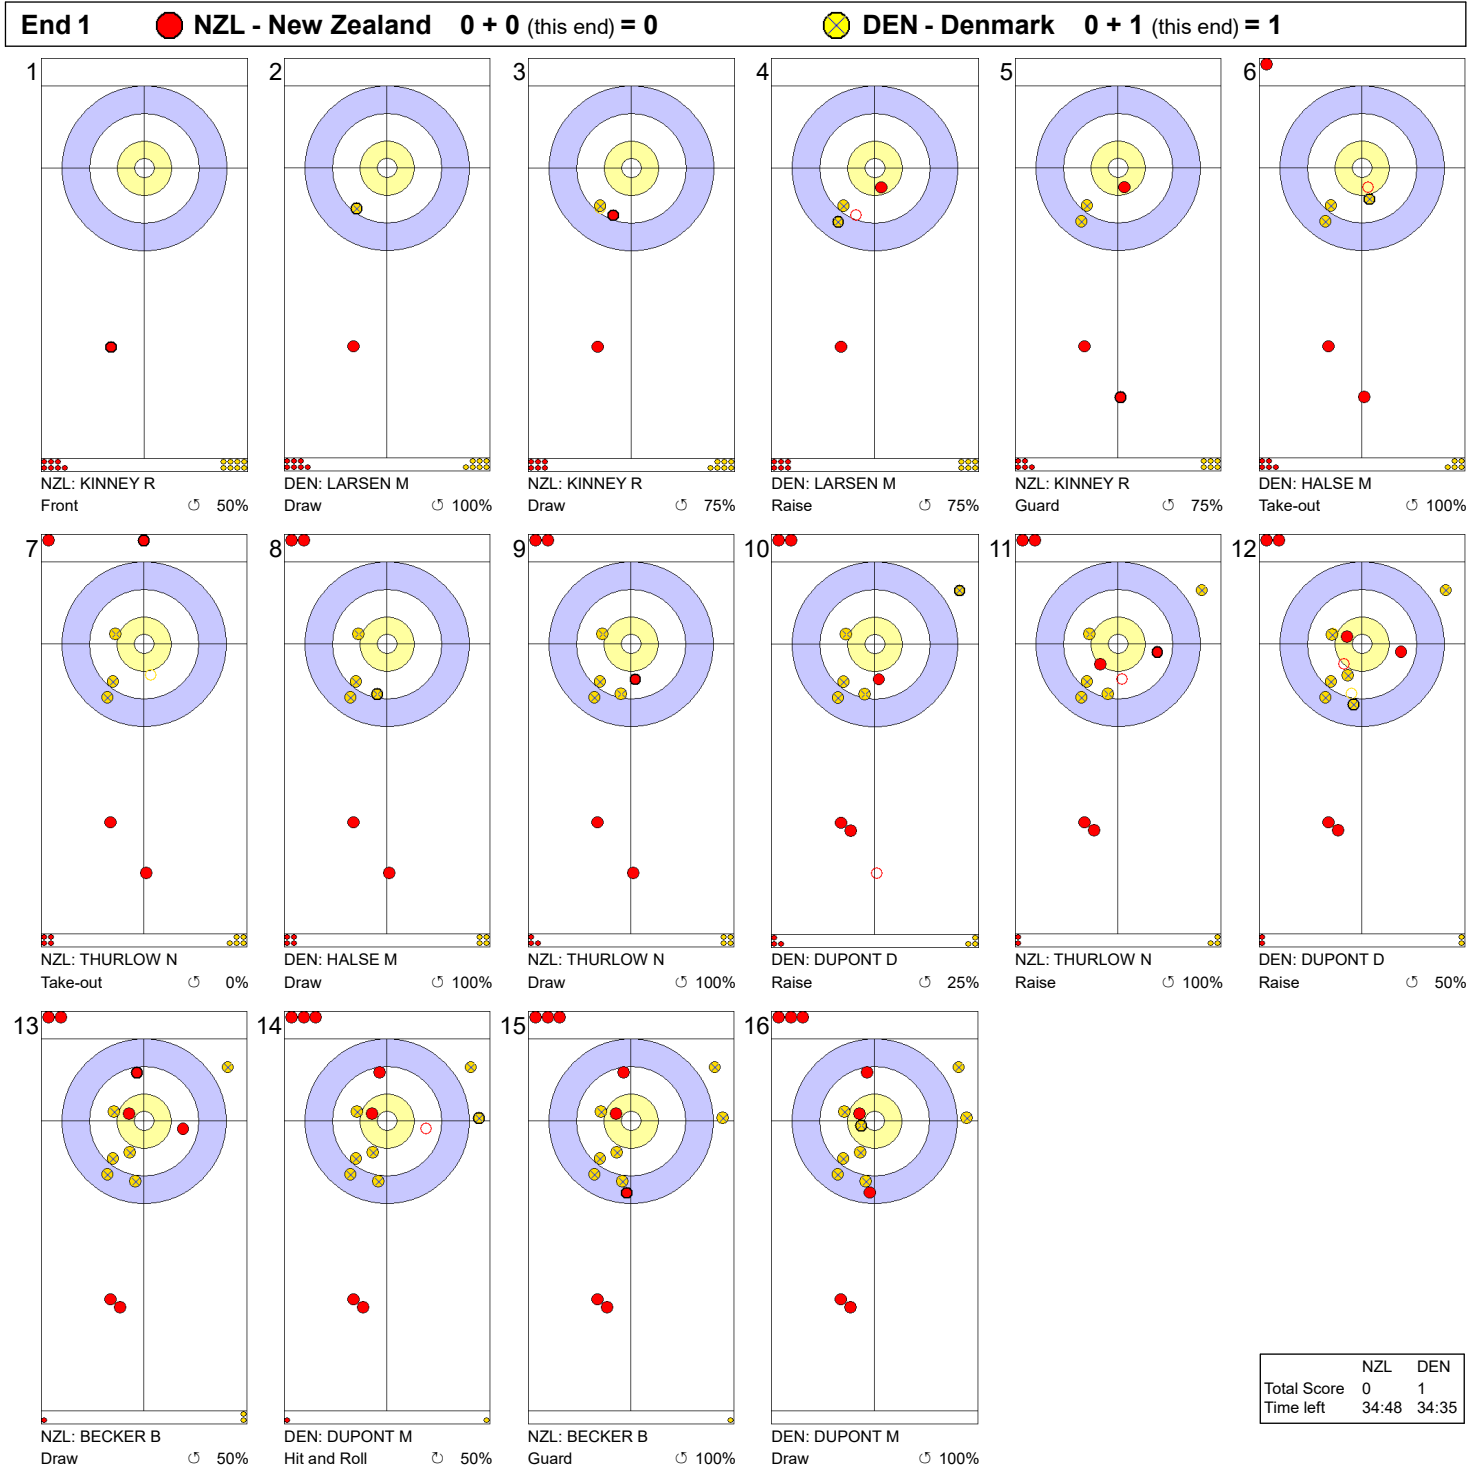 End 1 NZL - New Zealand 0 + 0 (this end) = 0 DEN - Denmark 0 + 1 (this end) = 1
1 2 3 4 5 6
NZL: KINNEY R DEN: LARSEN M NZL: KINNEY R DEN: LARSEN M NZL: KINNEY R DEN: HALSE M
Front ↺ 50% Draw ↺ 100% Draw ↺ 75% Raise ↺ 75% Guard ↺ 75% Take-out ↺ 100%
7 8 9 10 11 12
NZL: THURLOW N DEN: HALSE M NZL: THURLOW N DEN: DUPONT D NZL: THURLOW N DEN: DUPONT D
Take-out ↺ 0% Draw ↺ 100% Draw ↺ 100% Raise ↺ 25% Raise ↺ 100% Raise ↺ 50%
13 14 15 16
NZL: BECKER B DEN: DUPONT M NZL: BECKER B DEN: DUPONT M
Draw ↺ 50% Hit and Roll ↻ 50% Guard ↺ 100% Draw ↺ 100%
NZL DEN
Total Score 0 1
Time left 34:48 34:35